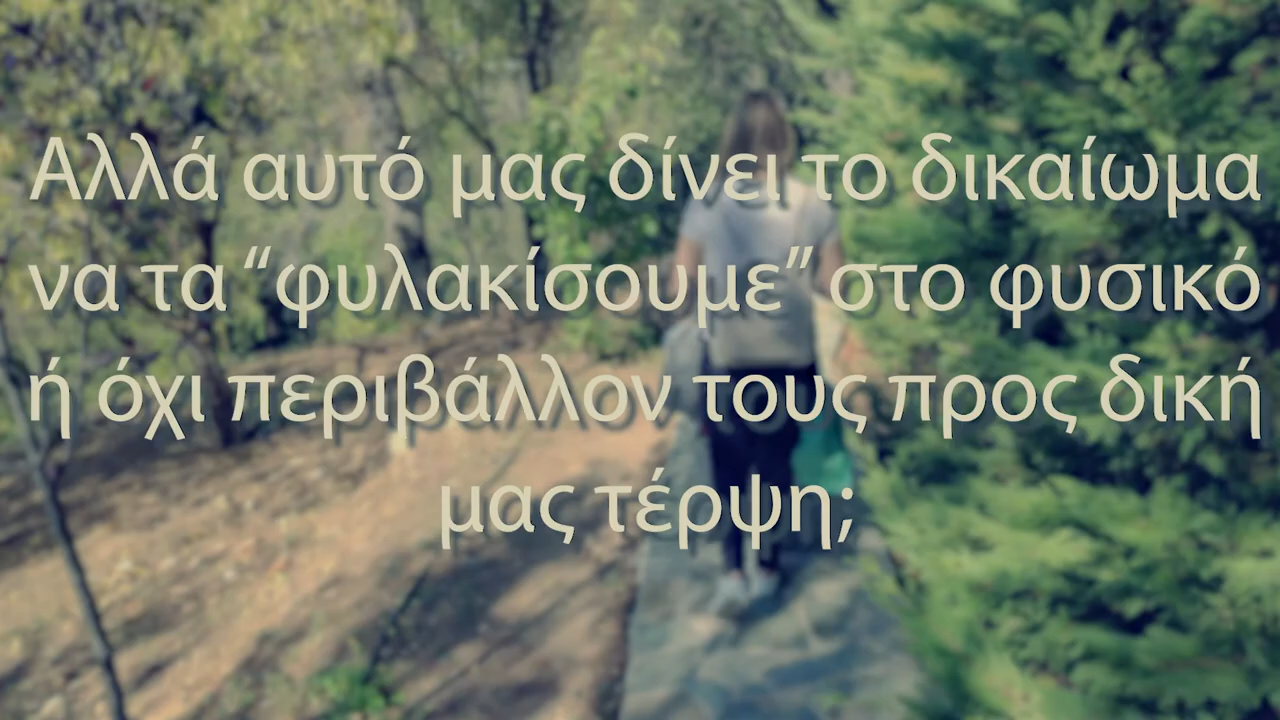 Αλλά αυτό μας δίνει το δικαίωμα
να τα “φυλακίσουμε” στο φυσικό
ή όχι περιβάλλον τους προς δική
μας τέρψη;